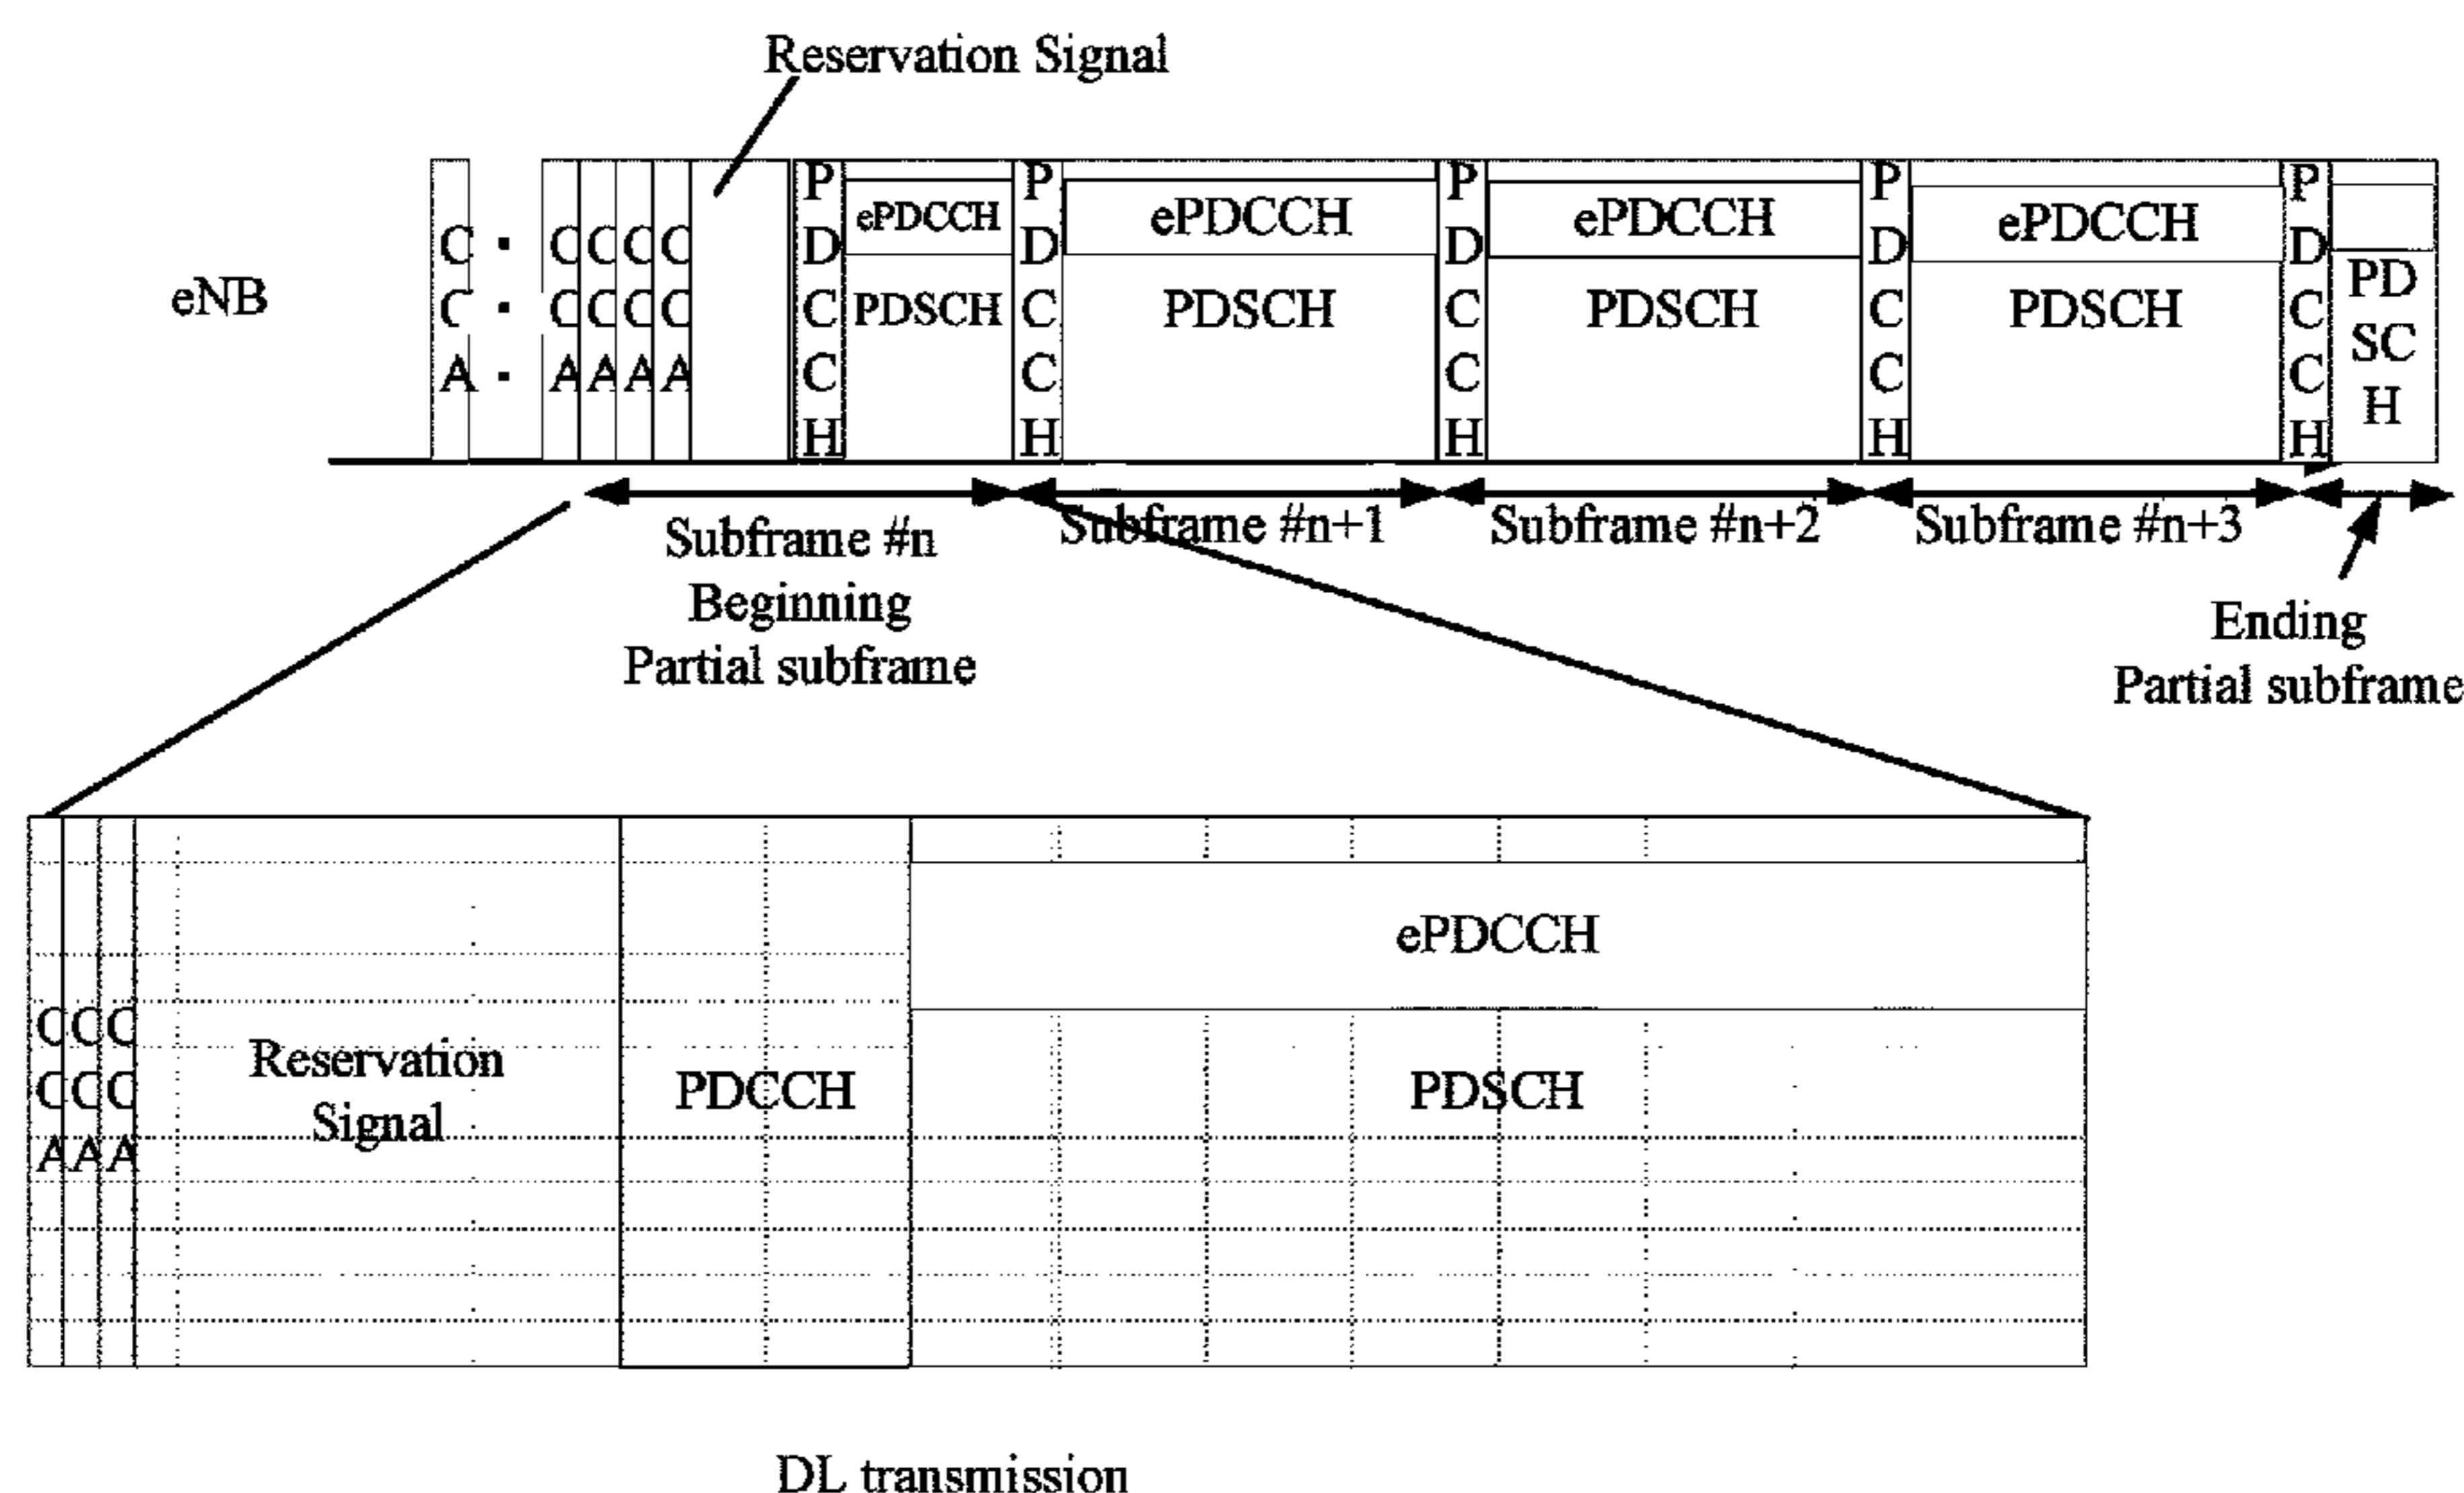 Reservation Signal
eNB
C C A
. . .
C C A
C C A
C C A
C C A
P D C C H
ePDCCH
PDSCH
P D C C H
ePDCCH
PDSCH
P D C C H
ePDCCH
PDSCH
P D C C H
ePDCCH
PDSCH
P D C C H
PD
SC
H
Subframe #n
Beginning
Partial subframe
Subframe #n+1
Subframe #n+2
Subframe #n+3
Ending
Partial subframe
C C A
C C A
C C A
Reservation
Signal
PDCCH
ePDCCH
PDSCH
DL transmission